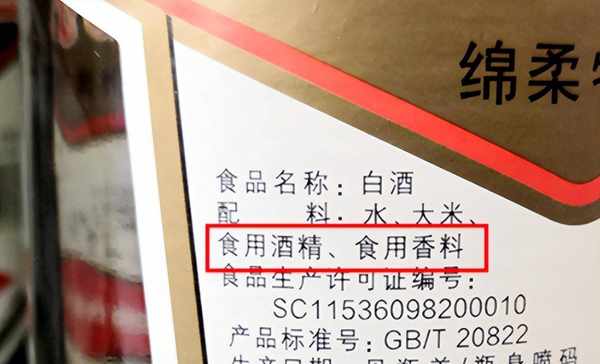 绵柔
食品名称：白酒
配 料：水、大米、
食用酒精、食用香料
食品生产许可证编号：
SC11536098200010
产品标准号：GB/T 20822